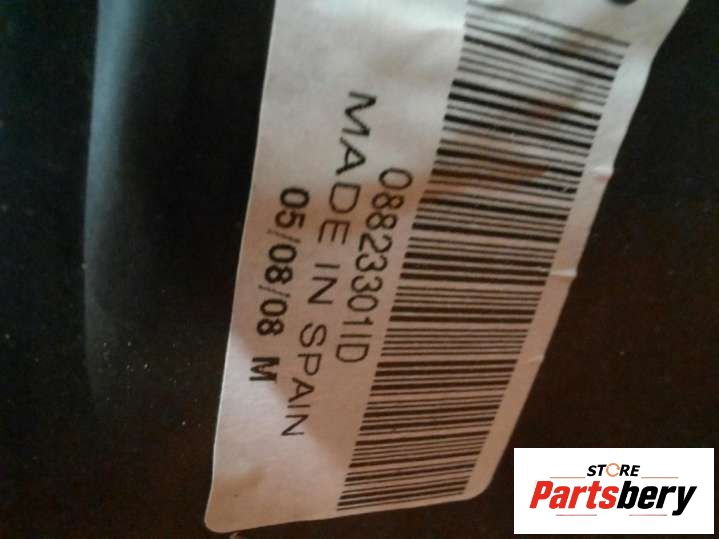 08823301ID
MADE IN SPAIN
05/08/08 M
STORE
Partsbery